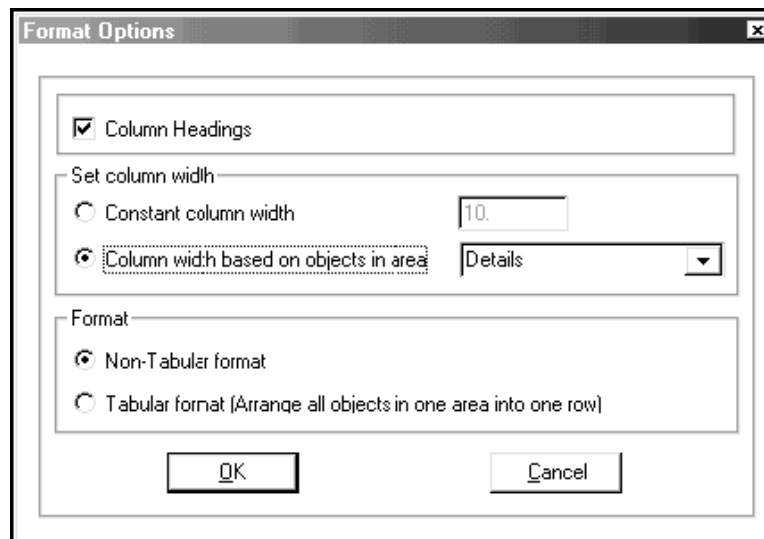 Format Options
Column Headings
Set column width
Constant column width 10.
Column width based on objects in area Details
Format
Non-Tabular format
Tabular format (Arrange all objects in one area into one row)
OK Cancel